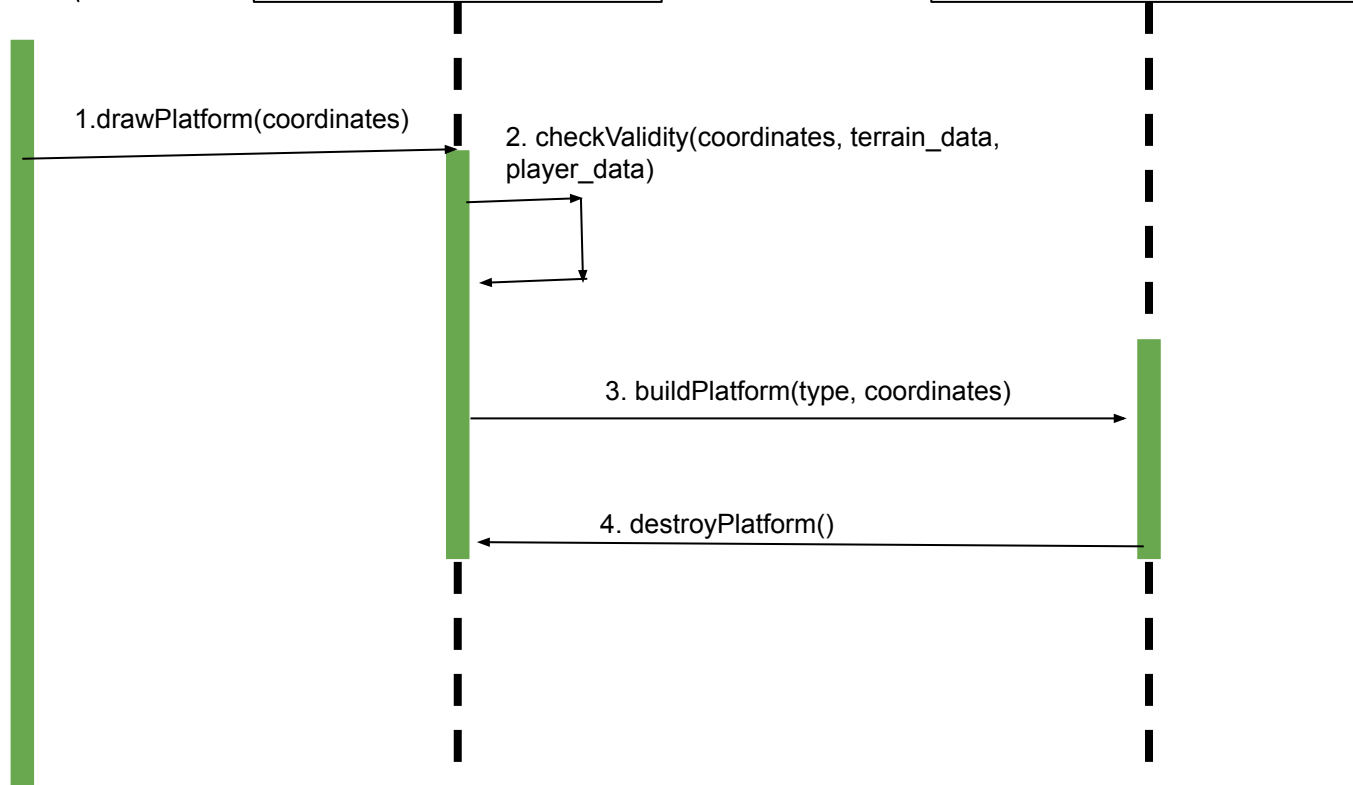 1.drawPlatform(coordinates)
2. checkValidity(coordinates, terrain_data,
player_data)
3. buildPlatform(type, coordinates)
4. destroyPlatform()